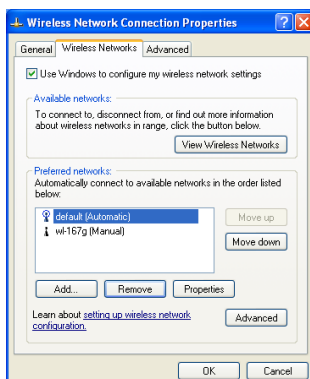 Wireless Network Connection Properties
General Wireless Networks Advanced
Use Windows to configure my wireless network settings
Available networks:
To connect to, disconnect from, or find out more information
about wireless networks in range, click the button below.
View Wireless Networks
Preferred networks:
Automatically connect to available networks in the order listed
below:
default (Automatic)
Move up
wl-167g (Manual)
Move down
Add... Remove Properties
Learn about setting up wireless network
configuration.
Advanced
OK Cancel